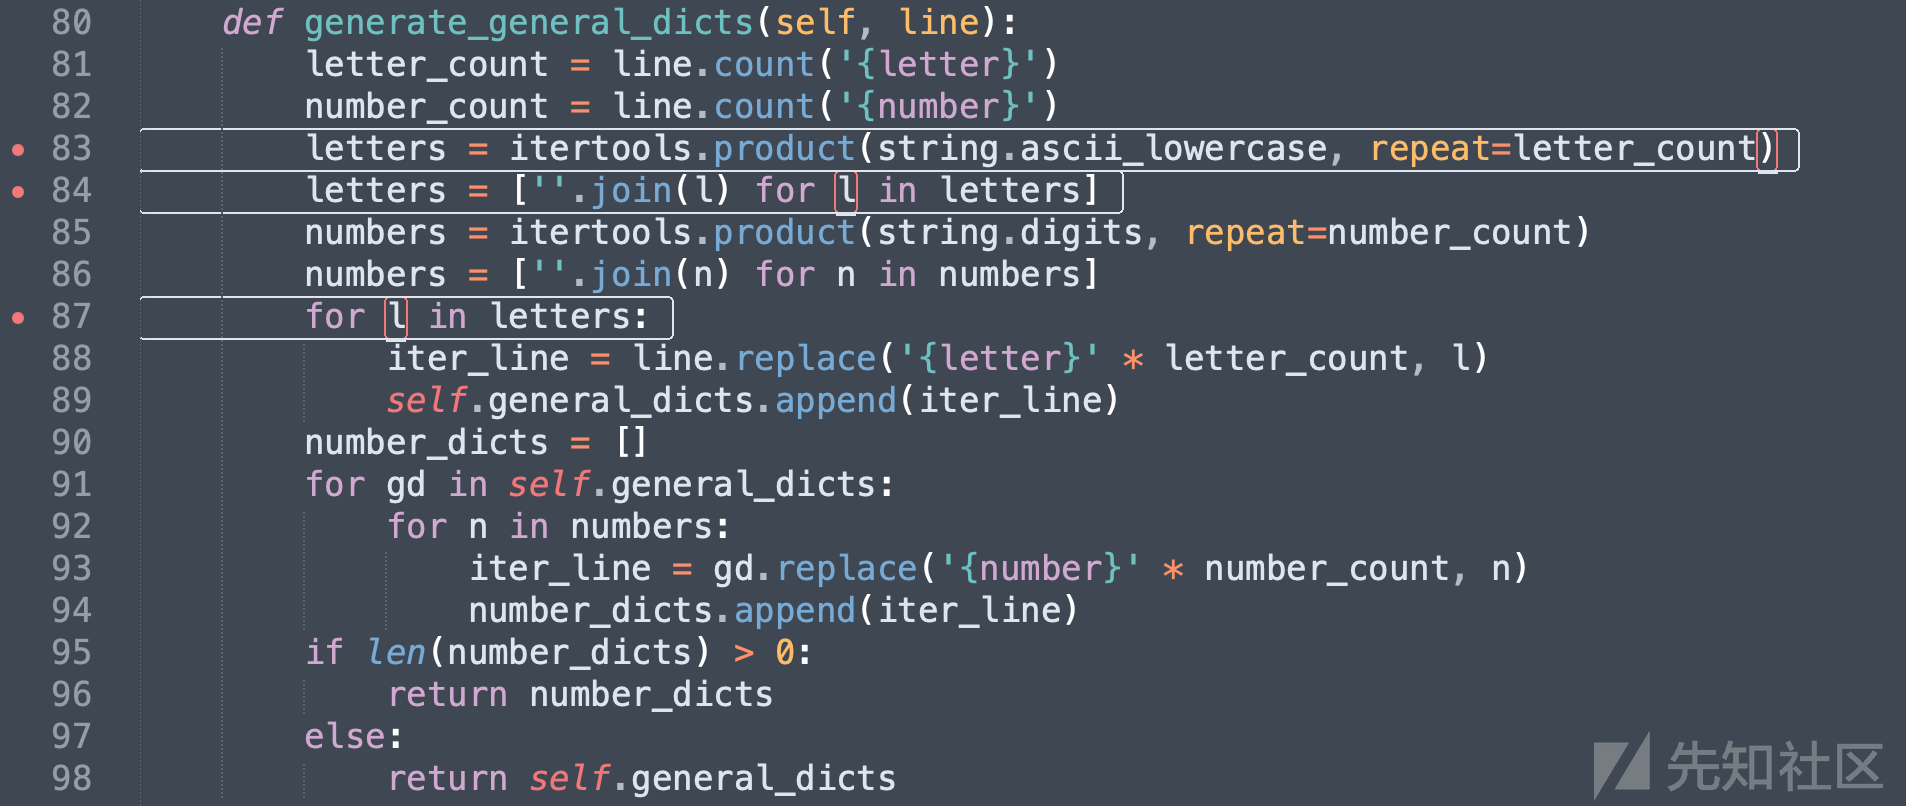 80 def generate_general_dicts(self, line):
81 letter_count = line.count('{letter}')
82 number_count = line.count('{number}')
83 letters = itertools.product(string.ascii_lowercase, repeat=letter_count)
84 letters = [''.join(l) for l in letters]
85 numbers = itertools.product(string.digits, repeat=number_count)
86 numbers = [''.join(n) for n in numbers]
87 for l in letters:
88 iter_line = line.replace('{letter}' * letter_count, l)
89 self.general_dicts.append(iter_line)
90 number_dicts = []
91 for gd in self.general_dicts:
92 for n in numbers:
93 iter_line = gd.replace('{number}' * number_count, n)
94 number_dicts.append(iter_line)
95 if len(number_dicts) > 0:
96 return number_dicts
97 else:
98 return self.general_dicts
先知社区